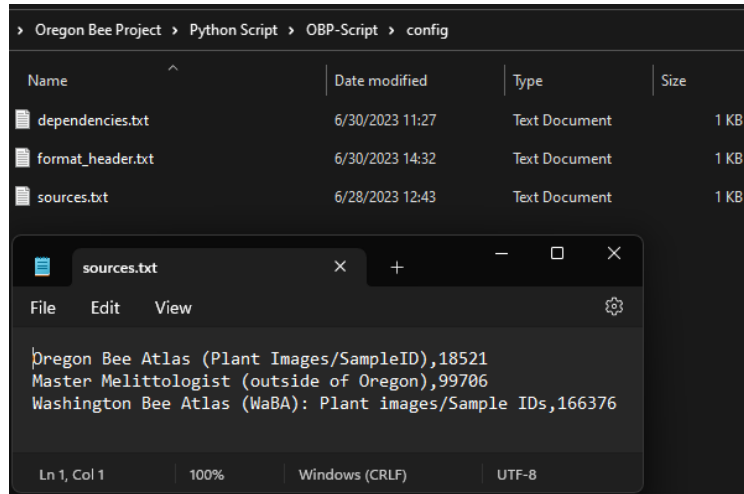 › Oregon Bee Project › Python Script › OBP-Script › config
Name Date modified Type Size
dependencies.txt 6/30/2023 11:27 Text Document 1 KB
format_header.txt 6/30/2023 14:32 Text Document 1 KB
sources.txt 6/28/2023 12:43 Text Document 1 KB
sources.txt
File Edit View
Oregon Bee Atlas (Plant Images/SampleID),18521
Master Melittologist (outside of Oregon),99706
Washington Bee Atlas (WaBA): Plant images/Sample IDs,166376
Ln 1, Col 1 100% Windows (CRLF) UTF-8